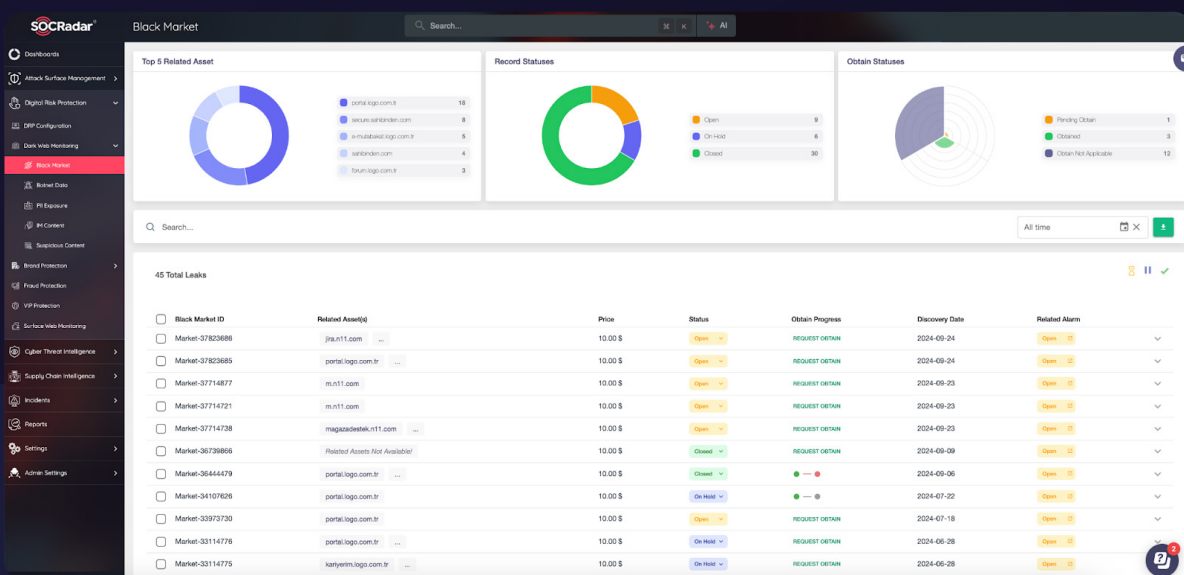 SOCRadar
Black Market
Search...
⌘ K
AI
Dashboards
Attack Surface Management
Digital Risk Protection
DRP Configuration
Dark Web Monitoring
Black Market
Botnet Data
PII Exposure
IM Content
Suspicious Content
Brand Protection
Fraud Protection
VIP Protection
Surface Web Monitoring
Cyber Threat Intelligence
Supply Chain Intelligence
Incidents
Reports
Settings
Admin Settings
Top 5 Related Asset
portal.logo.com.tr 18
secure.sahibinden.com 8
e-mutabakat.logo.com.tr 5
sahibinden.com 4
forum.logo.com.tr 3
Record Statuses
Open 9
On Hold 6
Closed 30
Obtain Statuses
Pending Obtain 1
Obtained 3
Obtain Not Applicable 12
Search...
All time
45 Total Leaks
Black Market ID Related Asset(s) Price Status Obtain Progress Discovery Date Related Alarm
Market-37823686 jira.n11.com ... 10.00 $ Open REQUEST OBTAIN 2024-09-24 Open
Market-37823685 portal.logo.com.tr ... 10.00 $ Open REQUEST OBTAIN 2024-09-24 Open
Market-37714877 m.n11.com 10.00 $ Open REQUEST OBTAIN 2024-09-23 Open
Market-37714721 m.n11.com 10.00 $ Open REQUEST OBTAIN 2024-09-23 Open
Market-37714738 magazadestek.n11.com ... 10.00 $ Open REQUEST OBTAIN 2024-09-23 Open
Market-36739866 Related Assets Not Available! 10.00 $ Closed REQUEST OBTAIN 2024-09-09 Open
Market-36444479 portal.logo.com.tr ... 10.00 $ Closed 2024-09-06 Open
Market-34107626 portal.logo.com.tr 10.00 $ On Hold 2024-07-22 Open
Market-33973730 portal.logo.com.tr 10.00 $ Open REQUEST OBTAIN 2024-07-18 Open
Market-33114776 portal.logo.com.tr ... 10.00 $ On Hold REQUEST OBTAIN 2024-06-28 Open
Market-33114775 kariyerim.logo.com.tr ... 10.00 $ On Hold REQUEST OBTAIN 2024-06-28 Open
2